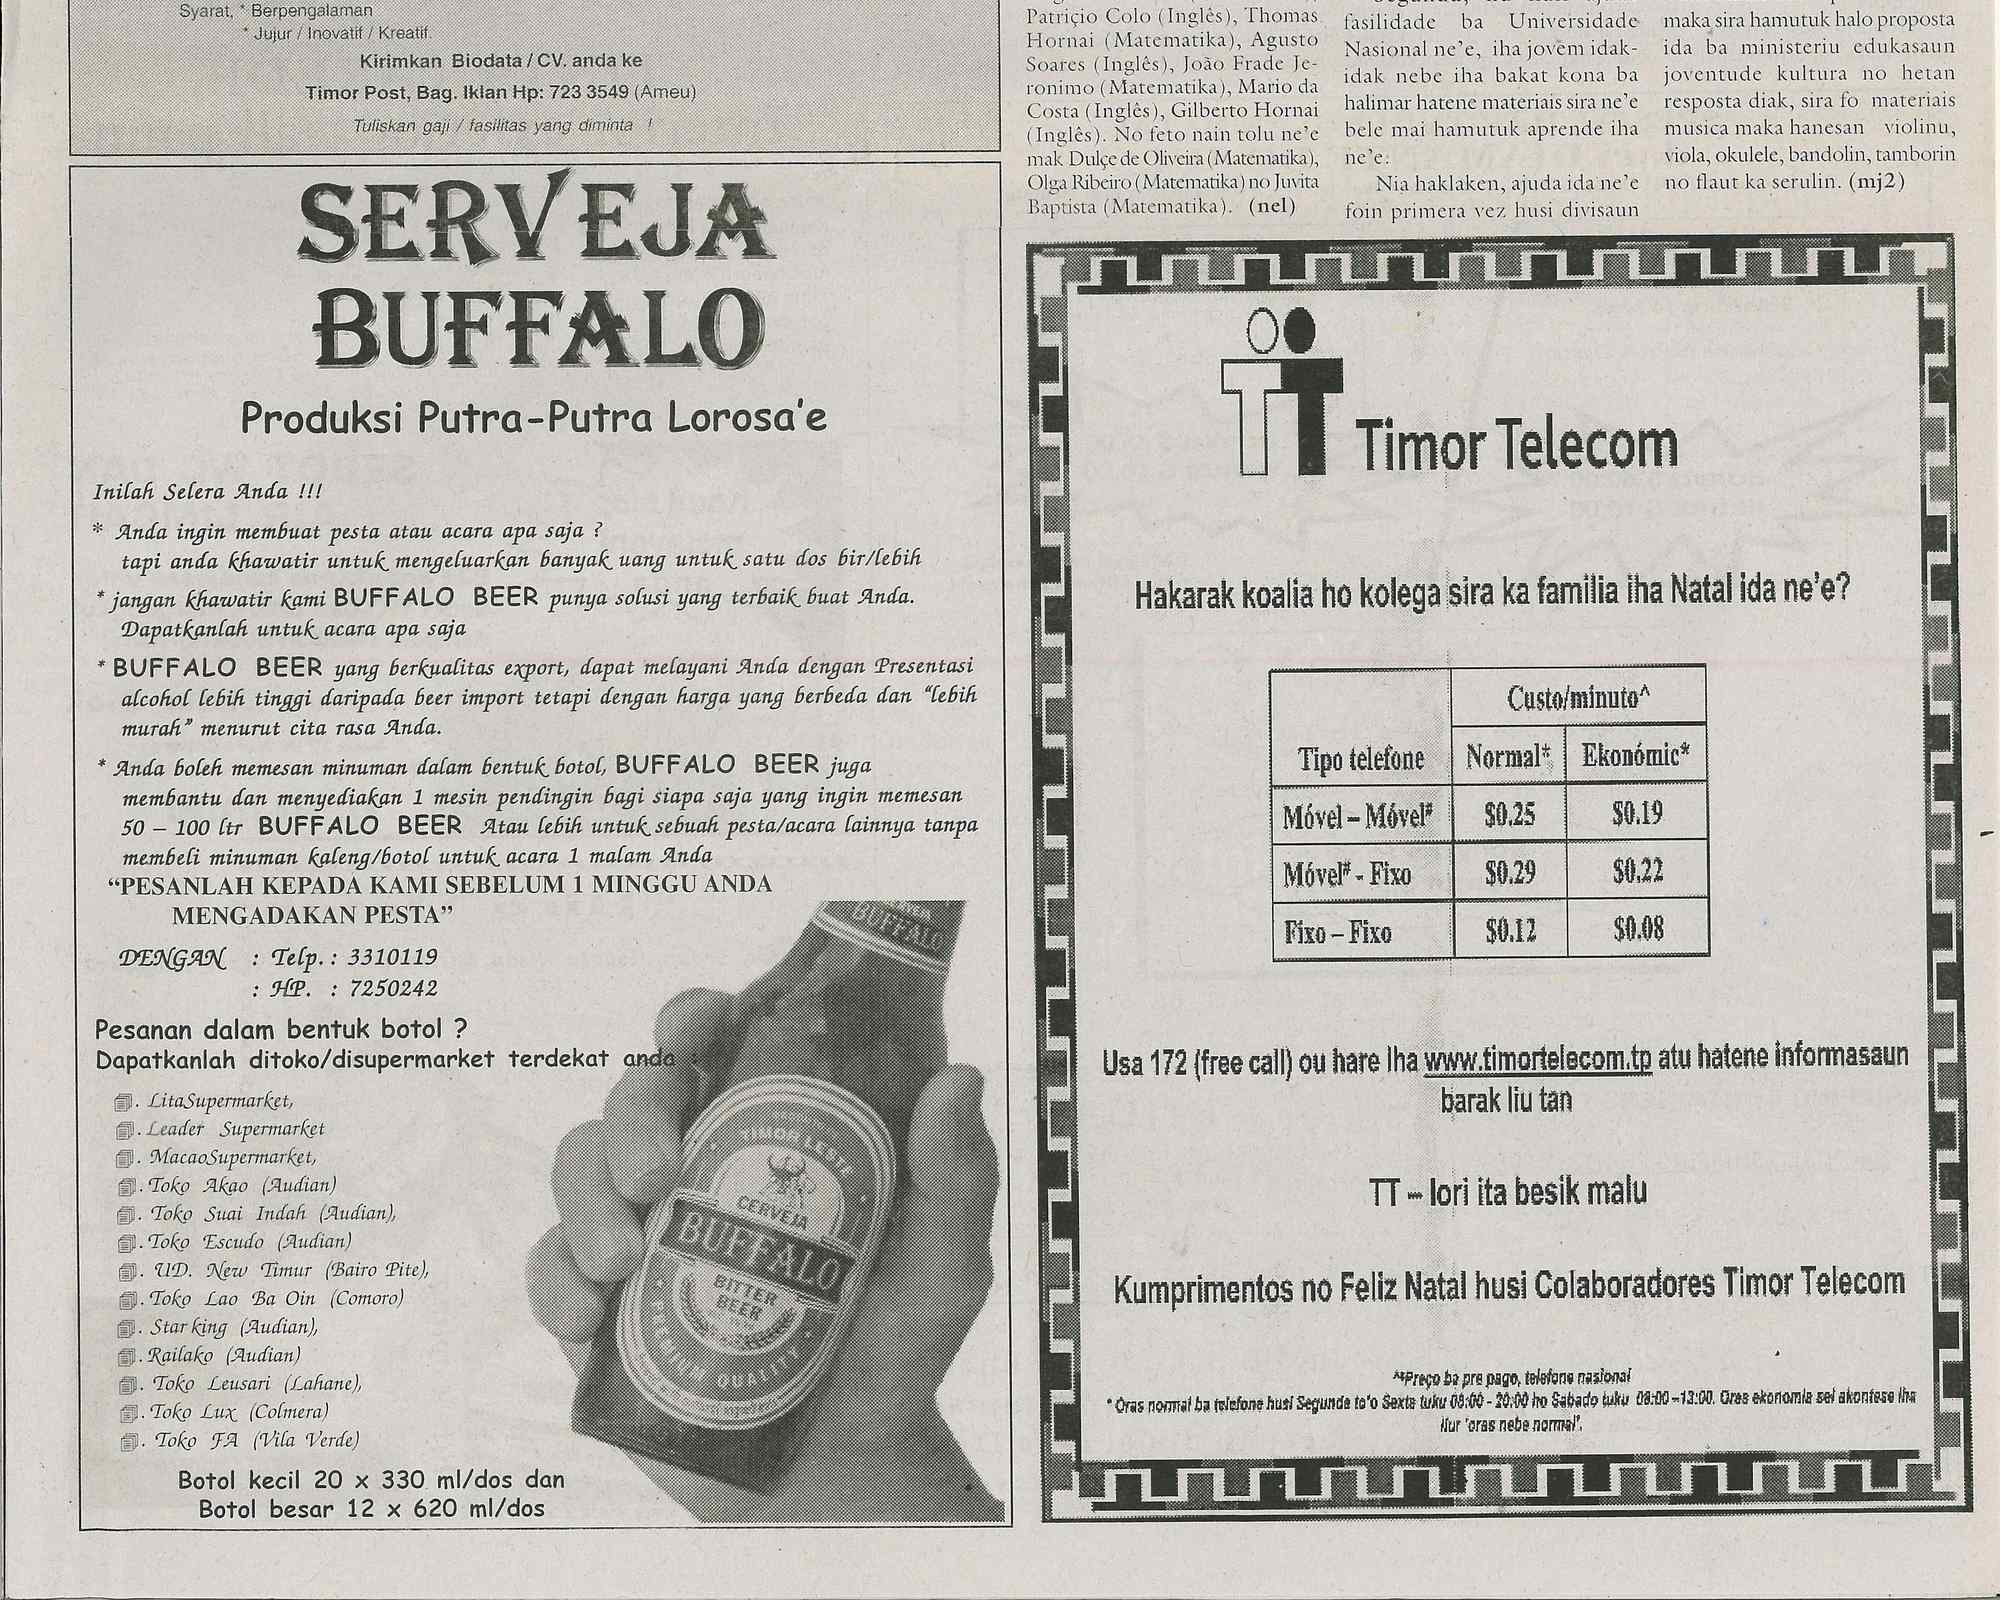 Syarat, * Berpengalaman
* Jujur / Inovatif / Kreatif.
Kirimkan Biodata / CV. anda ke
Timor Post, Bag. Iklan Hp: 723 3549 (Ameu)
Tuliskan gaji / fasilitas yang diminta !
SERVEJA
BUFFALO
Produksi Putra-Putra Lorosa'e
Inilah Selera Anda !!!
* Anda ingin membuat pesta atau acara apa saja ?
tapi anda khawatir untuk mengeluarkan banyak uang untuk satu dos bir/lebih
* jangan khawatir kami BUFFALO BEER punya solusi yang terbaik buat Anda.
Dapatkanlah untuk acara apa saja
* BUFFALO BEER yang berkualitas export, dapat melayani Anda dengan Presentasi
alcohol lebih tinggi daripada beer import tetapi dengan harga yang berbeda dan "lebih
murah" menurut cita rasa Anda.
* Anda boleh memesan minuman dalam bentuk botol, BUFFALO BEER juga
membantu dan menyediakan 1 mesin pendingin bagi siapa saja yang ingin memesan
50 – 100 ltr BUFFALO BEER Atau lebih untuk sebuah pesta/acara lainnya tanpa
membeli minuman kaleng/botol untuk acara 1 malam Anda
"PESANLAH KEPADA KAMI SEBELUM 1 MINGGU ANDA
MENGADAKAN PESTA"
DENGAN : Telp. : 3310119
: HP. : 7250242
Pesanan dalam bentuk botol ?
Dapatkanlah ditoko/disupermarket terdekat anda :
. LitaSupermarket,
. Leader Supermarket
. MacaoSupermarket,
. Toko Akao (Audian)
. Toko Suai Indah (Audian),
. Toko Escudo (Audian)
. UD. New Timur (Bairo Pite),
. Toko Lao Ba Oin (Comoro)
. Star king (Audian),
. Railako (Audian)
. Toko Leusari (Lahane),
. Toko Lux (Colmera)
. Toko FA (Vila Verde)
Botol kecil 20 x 330 ml/dos dan
Botol besar 12 x 620 ml/dos
BUFFALO
TIMOR LESTA
CERVEJA
BUFFALO
BITTER
BEER
PREMIUM QUALITY
Patriçio Colo (Inglês), Thomas
Hornai (Matematika), Agusto
Soares (Inglês), João Frade Je-
ronimo (Matematika), Mario da
Costa (Inglês), Gilberto Hornai
(Inglês). No feto nain tolu ne'e
mak Dulçe de Oliveira (Matematika),
Olga Ribeiro (Matematika) no Juvita
Baptista (Matematika). (nel)
fasilidade ba Universidade
Nasional ne'e, iha jovem idak-
idak nebe iha bakat kona ba
halimar hatene materiais sira ne'e
bele mai hamutuk aprende iha
ne'e.
Nia haklaken, ajuda ida ne'e
foin primera vez husi divisaun
maka sira hamutuk halo proposta
ida ba ministeriu edukasaun
joventude kultura no hetan
resposta diak, sira fo materiais
musica maka hanesan violinu,
viola, okulele, bandolin, tamborin
no flaut ka serulin. (mj2)
TT
Timor Telecom
Hakarak koalia ho kolega sira ka familia iha Natal ida ne'e?
Custo/minuto^
Tipo telefone Normal* Ekonómic*
Móvel – Móvel# $0.25 $0.19
Móvel# - Fixo $0.29 $0.22
Fixo – Fixo $0.12 $0.08
Usa 172 (free call) ou hare iha www.timortelecom.tp atu hatene informasaun
barak liu tan
TT – lori ita besik malu
Kumprimentos no Feliz Natal husi Colaboradores Timor Telecom
Preço ba pre pago, telefone nasional
* Oras normal ba telefone husi Segunde to'o Sexta tuku 08:00 - 20:00 ho Sabado tuku 08:00 – 13:00. Oras ekonomia sei akontese iha
liur 'oras nebe normal'.